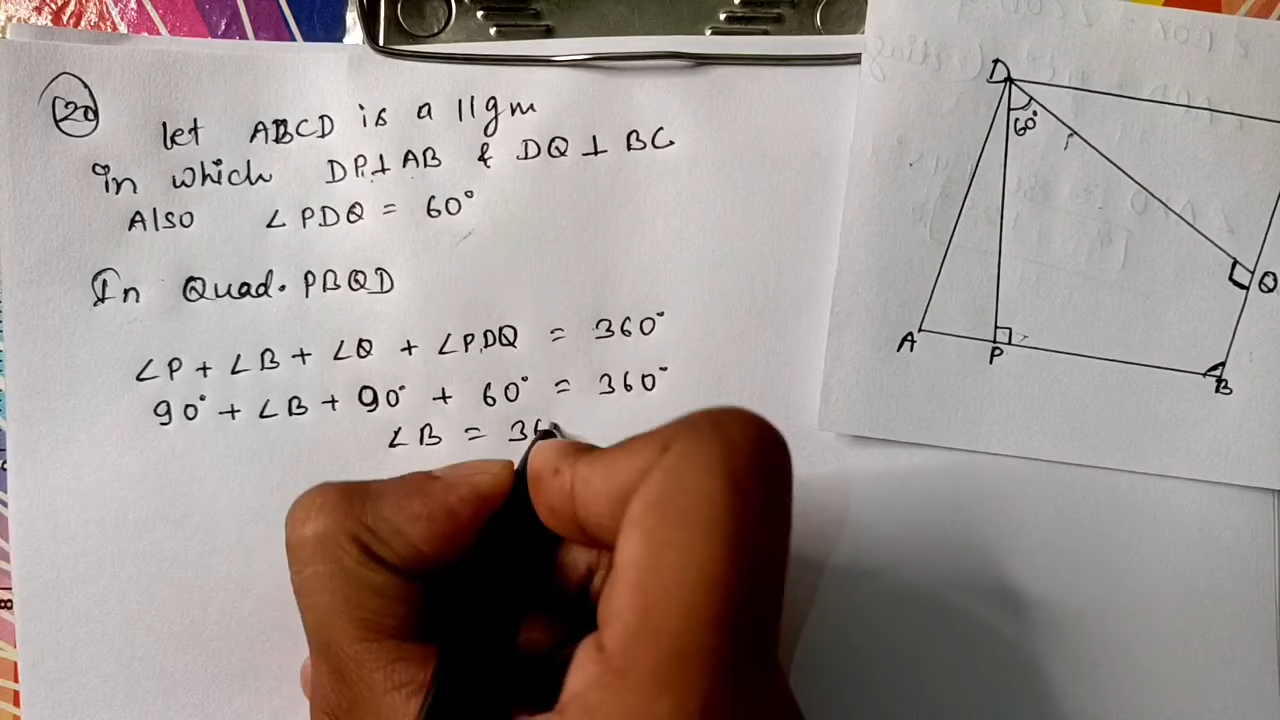 20
let ABCD is a ||gm
In which DP⊥AB & DQ⊥BC
Also ∠PDQ = 60°
In Quad. PBQD
∠P + ∠B + ∠Q + ∠PDQ = 360°
90° + ∠B + 90° + 60° = 360°
∠B = 36
D
60°
Q
A
P
B